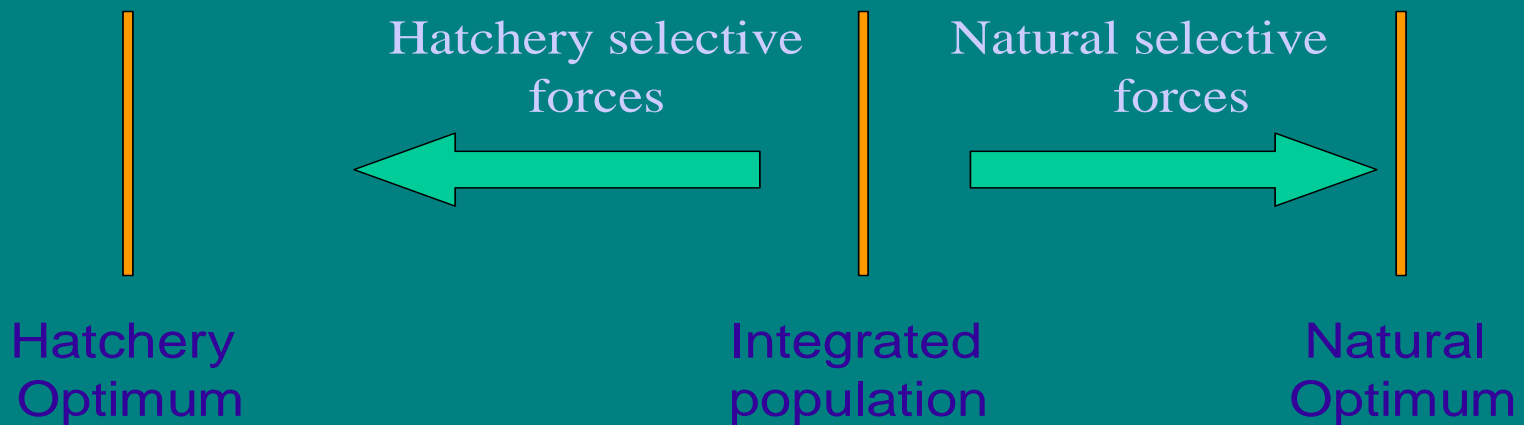 Hatchery selective
forces
Natural selective
forces
Hatchery
Optimum
Integrated
population
Natural
Optimum